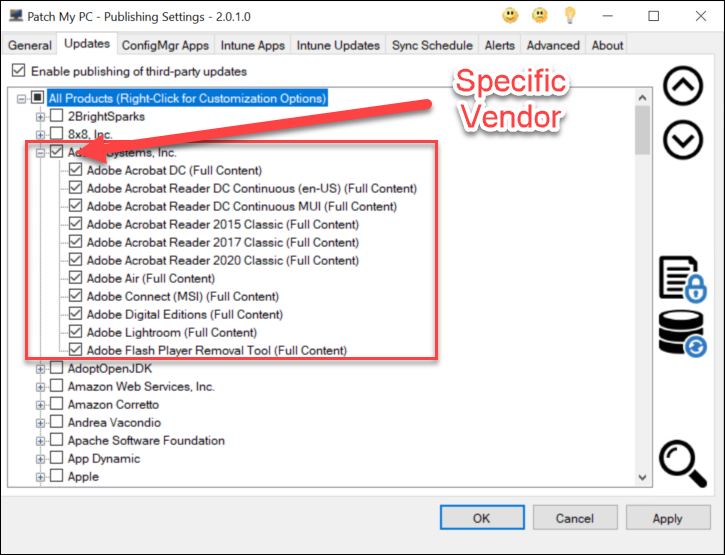 Patch My PC - Publishing Settings - 2.0.1.0
General Updates ConfigMgr Apps Intune Apps Intune Updates Sync Schedule Alerts Advanced About
Enable publishing of third-party updates
Specific
Vendor
All Products (Right-Click for Customization Options)
2BrightSparks
8x8, Inc.
Systems, Inc.
Adobe Acrobat DC (Full Content)
Adobe Acrobat Reader DC Continuous (en-US) (Full Content)
Adobe Acrobat Reader DC Continuous MUI (Full Content)
Adobe Acrobat Reader 2015 Classic (Full Content)
Adobe Acrobat Reader 2017 Classic (Full Content)
Adobe Acrobat Reader 2020 Classic (Full Content)
Adobe Air (Full Content)
Adobe Connect (MSI) (Full Content)
Adobe Digital Editions (Full Content)
Adobe Lightroom (Full Content)
Adobe Flash Player Removal Tool (Full Content)
AdoptOpenJDK
Amazon Web Services, Inc.
Amazon Corretto
Andrea Vacondio
Apache Software Foundation
App Dynamic
Apple
OK Cancel Apply